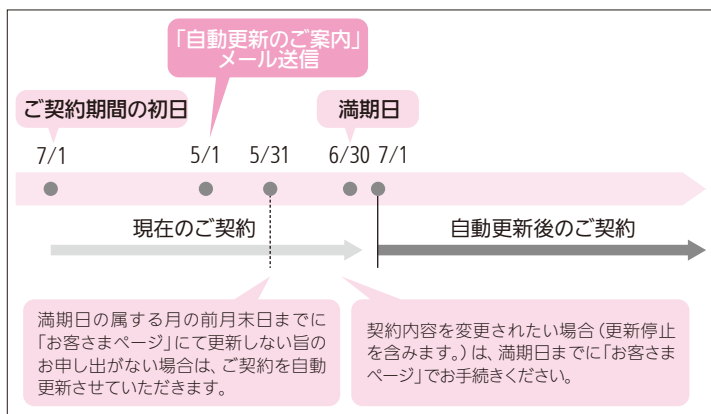 「自動更新のご案内」
メール送信
ご契約期間の初日
満期日
7/1
5/1
5/31
6/30
7/1
現在のご契約
自動更新後のご契約
満期日の属する月の前月末日までに
「お客さまページ」にて更新しない旨の
お申し出がない場合は、ご契約を自動
更新させていただきます。
契約内容を変更されたい場合（更新停止
を含みます。）は、満期日までに「お客さま
ページ」でお手続きください。